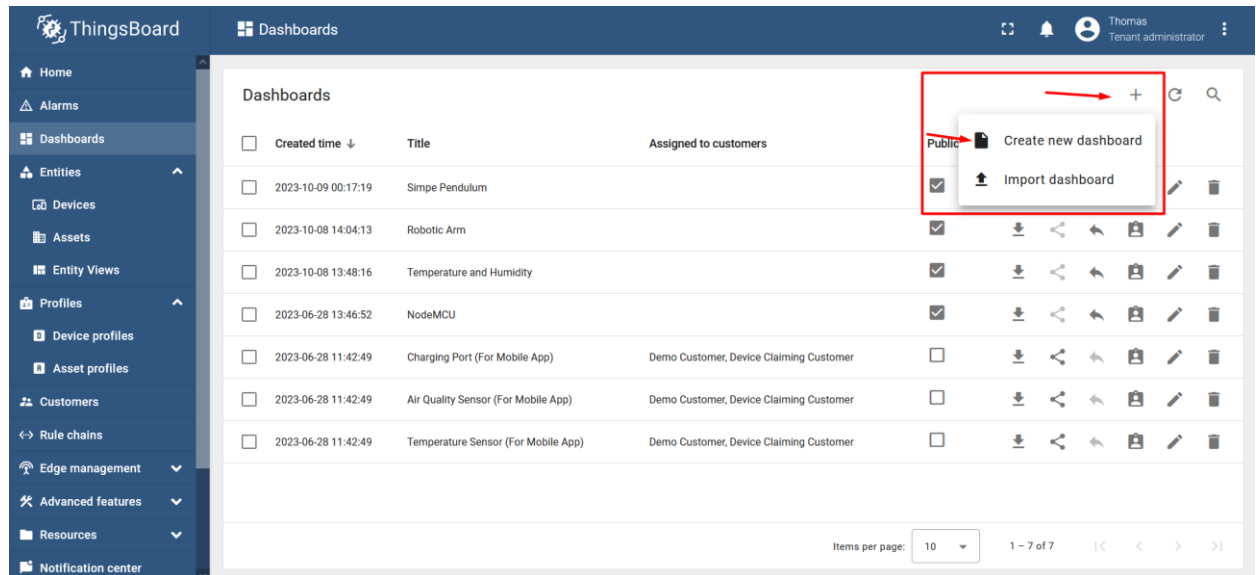 ThingsBoard
Dashboards
Thomas
Tenant administrator
Home
Alarms
Dashboards
Entities
Devices
Assets
Entity Views
Profiles
Device profiles
Asset profiles
Customers
Rule chains
Edge management
Advanced features
Resources
Notification center
Dashboards
Created time Title Assigned to customers Public
Create new dashboard
Import dashboard
2023-10-09 00:17:19 Simpe Pendulum
2023-10-08 14:04:13 Robotic Arm
2023-10-08 13:48:16 Temperature and Humidity
2023-06-28 13:46:52 NodeMCU
2023-06-28 11:42:49 Charging Port (For Mobile App) Demo Customer, Device Claiming Customer
2023-06-28 11:42:49 Air Quality Sensor (For Mobile App) Demo Customer, Device Claiming Customer
2023-06-28 11:42:49 Temperature Sensor (For Mobile App) Demo Customer, Device Claiming Customer
Items per page: 10 1 – 7 of 7